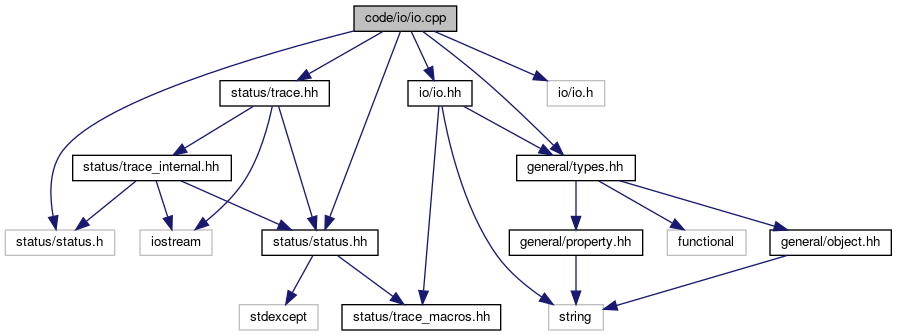 code/io/io.cpp
status/trace.hh
io/io.hh
io/io.h
status/trace_internal.hh
general/types.hh
status/status.h
iostream
status/status.hh
general/property.hh
functional
general/object.hh
stdexcept
status/trace_macros.hh
string